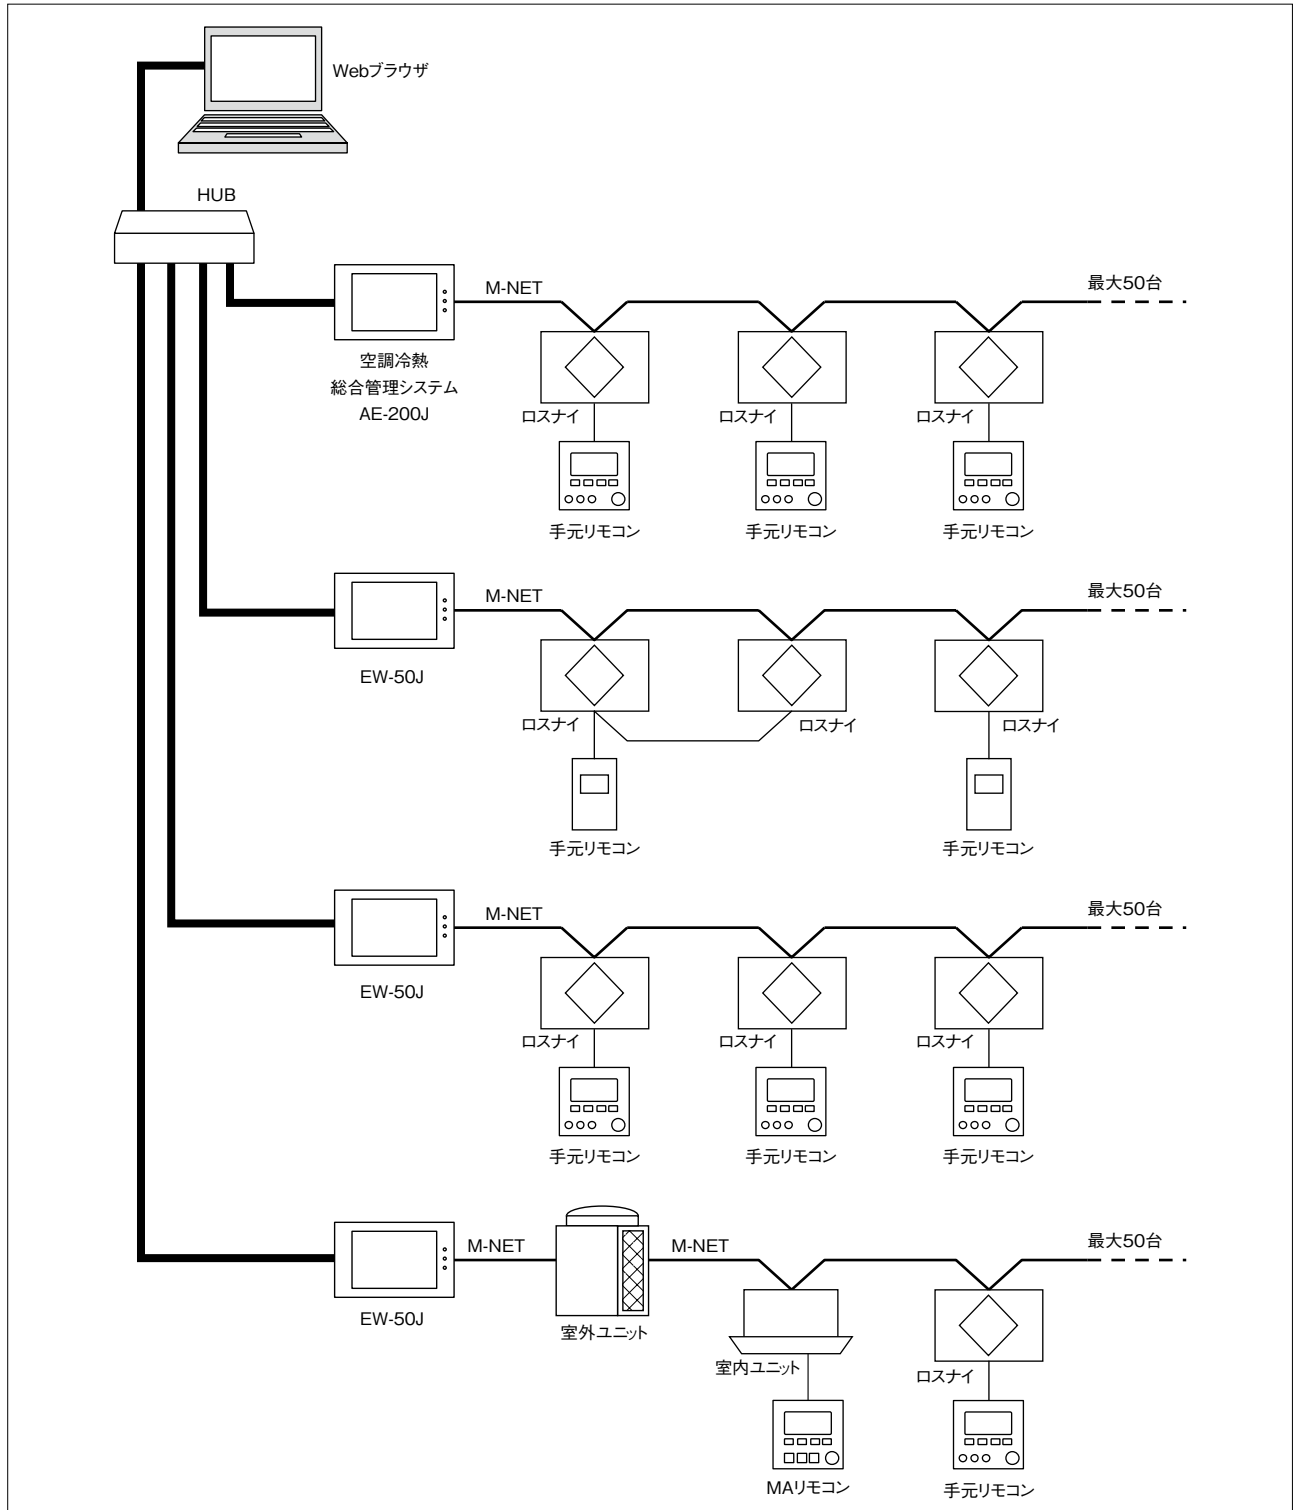 Webブラウザ
HUB
M-NET
最大50台
空調冷熱
総合管理システム
AE-200J
ロスナイ
ロスナイ
ロスナイ
手元リモコン
手元リモコン
手元リモコン
M-NET
最大50台
EW-50J
ロスナイ
ロスナイ
ロスナイ
手元リモコン
手元リモコン
M-NET
最大50台
EW-50J
ロスナイ
ロスナイ
ロスナイ
手元リモコン
手元リモコン
手元リモコン
M-NET
M-NET
最大50台
EW-50J
室外ユニット
室内ユニット
ロスナイ
MAリモコン
手元リモコン